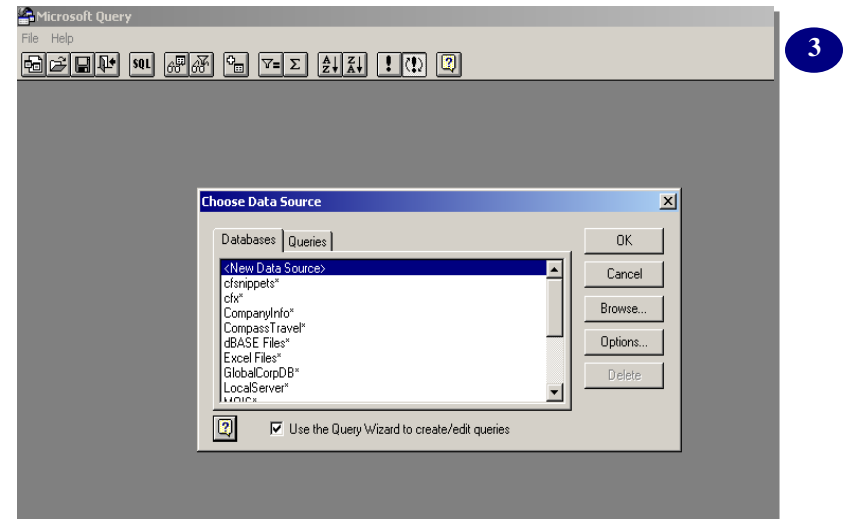 Microsoft Query
File Help
SQL
3
Choose Data Source
Databases Queries
<New Data Source>
cfsnippets*
cfx*
CompanyInfo*
CompassTravel*
dBASE Files*
Excel Files*
GlobalCorpDB*
LocalServer*
OK
Cancel
Browse...
Options...
Delete
Use the Query Wizard to create/edit queries